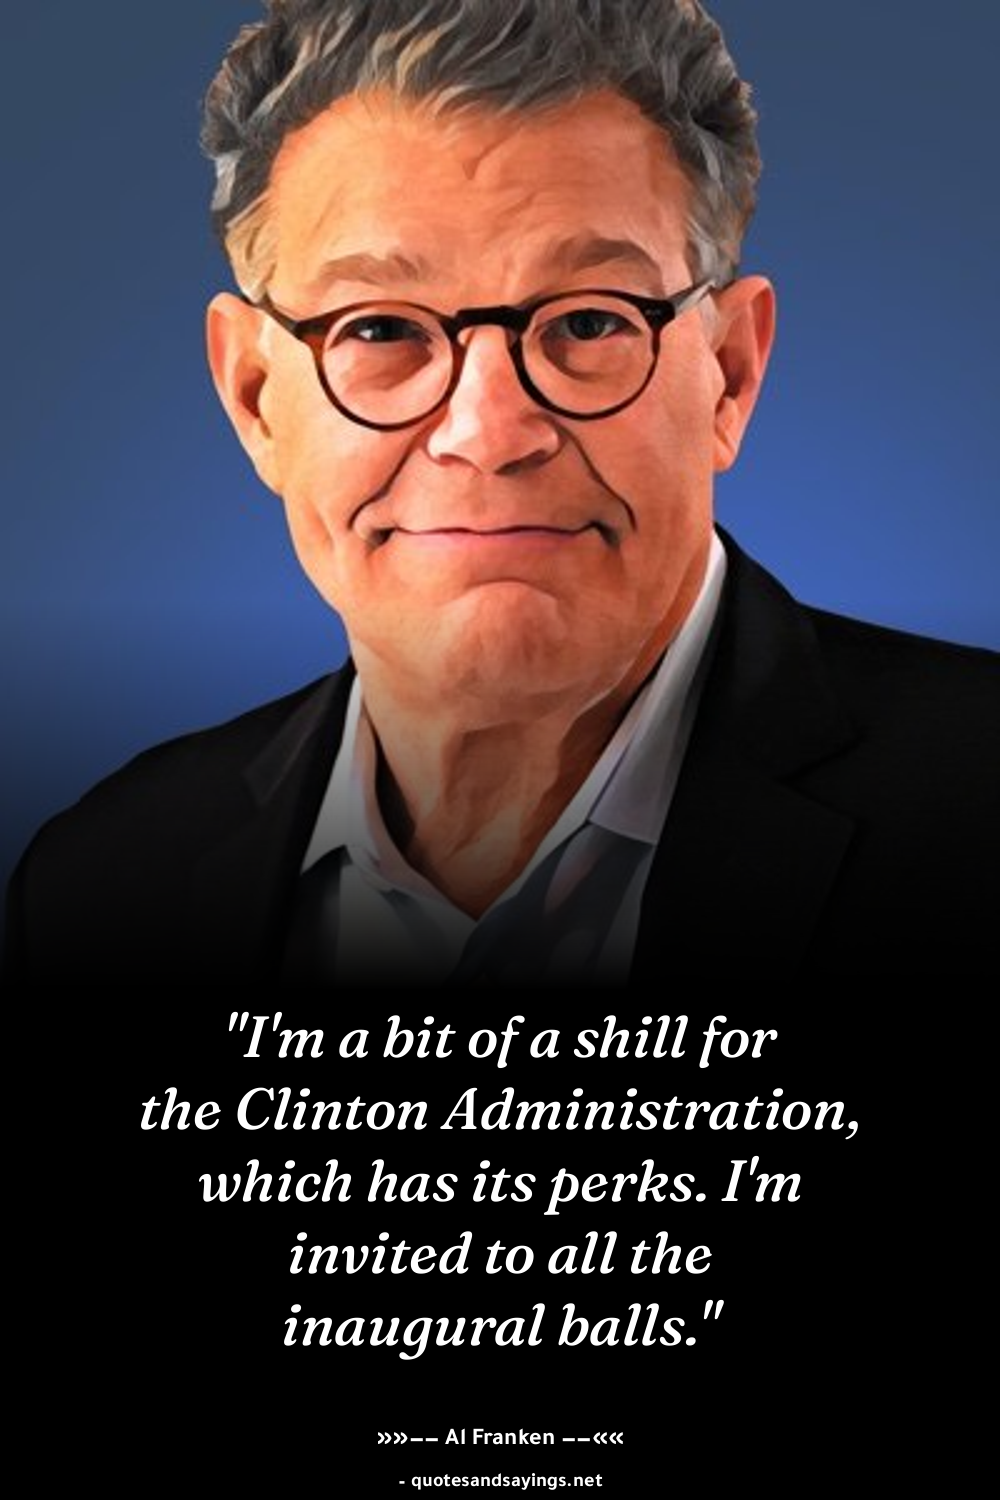 "I'm a bit of a shill for
the Clinton Administration,
which has its perks. I'm
invited to all the
inaugural balls."
»»–– Al Franken ––««
- quotesandsayings.net